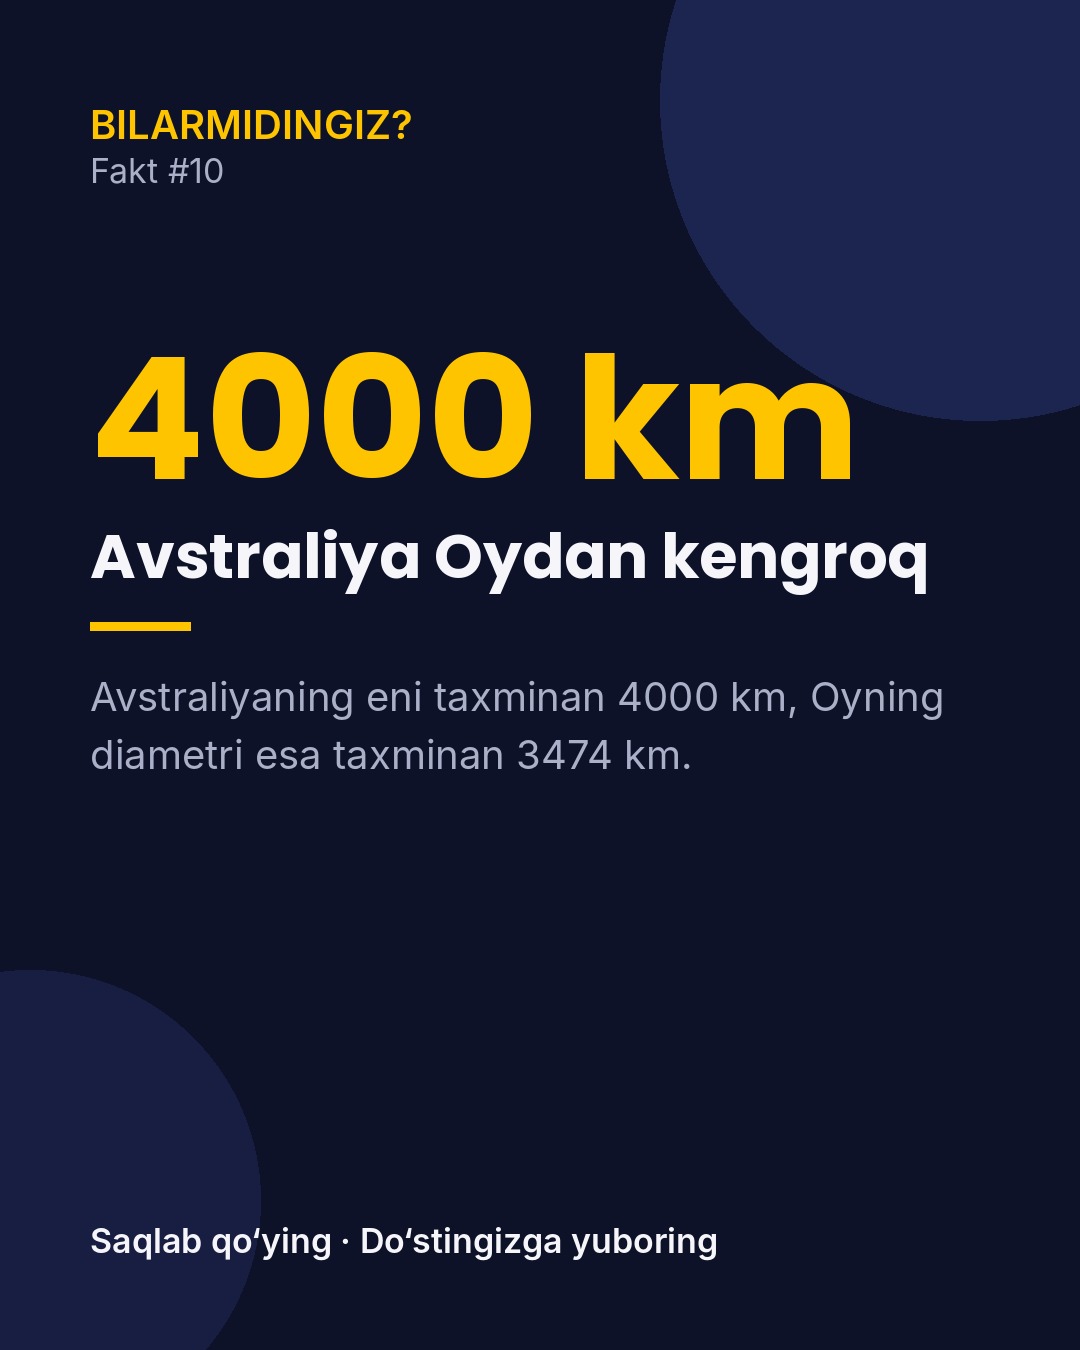 BILARMIDINGIZ?
Fakt #10
4000 km
Avstraliya Oydan kengroq
Avstraliyaning eni taxminan 4000 km, Oyning
diametri esa taxminan 3474 km.
Saqlab qo‘ying · Do‘stingizga yuboring